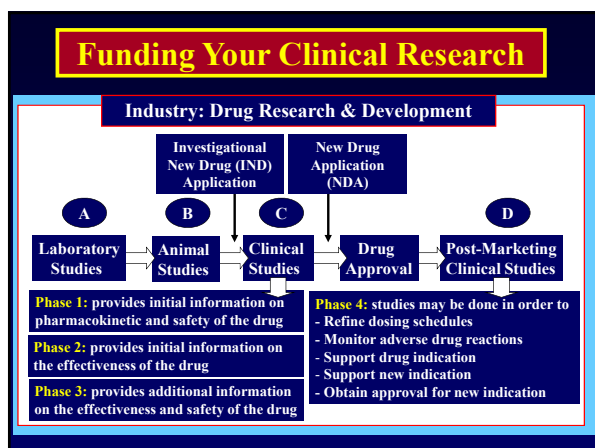 Funding Your Clinical Research
Industry: Drug Research & Development
Investigational
New Drug (IND)
Application
New Drug
Application
(NDA)
A
B
C
D
Laboratory
Studies
Animal
Studies
Clinical
Studies
Drug
Approval
Post-Marketing
Clinical Studies
Phase 1: provides initial information on
pharmacokinetic and safety of the drug
Phase 2: provides initial information on
the effectiveness of the drug
Phase 3: provides additional information
on the effectiveness and safety of the drug
Phase 4: studies may be done in order to
- Refine dosing schedules
- Monitor adverse drug reactions
- Support drug indication
- Support new indication
- Obtain approval for new indication